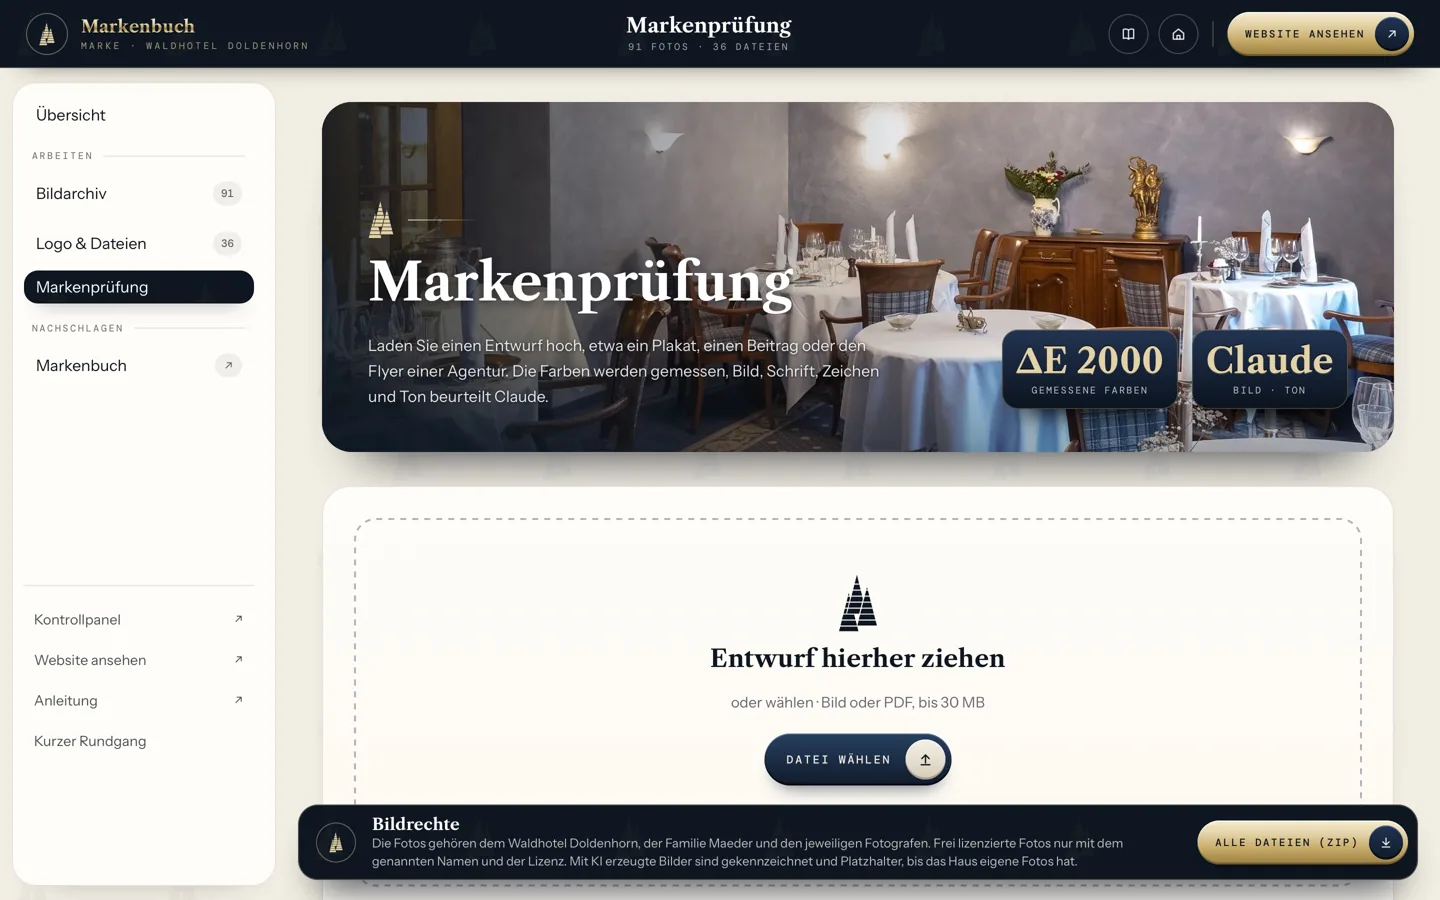 Markenbuch
MARKE · WALDHOTEL DOLDENHORN
Markenprüfung
91 FOTOS · 36 DATEIEN
WEBSITE ANSEHEN
Übersicht
ARBEITEN
Bildarchiv 91
Logo & Dateien 36
Markenprüfung
NACHSCHLAGEN
Markenbuch
Kontrollpanel
Website ansehen
Anleitung
Kurzer Rundgang
Markenprüfung
Laden Sie einen Entwurf hoch, etwa ein Plakat, einen Beitrag oder den
Flyer einer Agentur. Die Farben werden gemessen, Bild, Schrift, Zeichen
und Ton beurteilt Claude.
ΔE 2000
GEMESSENE FARBEN
Claude
BILD · TON
Entwurf hierher ziehen
oder wählen · Bild oder PDF, bis 30 MB
DATEI WÄHLEN
Bildrechte
Die Fotos gehören dem Waldhotel Doldenhorn, der Familie Maeder und den jeweiligen Fotografen. Frei lizenzierte Fotos nur mit dem
genannten Namen und der Lizenz. Mit KI erzeugte Bilder sind gekennzeichnet und Platzhalter, bis das Haus eigene Fotos hat.
ALLE DATEIEN (ZIP)